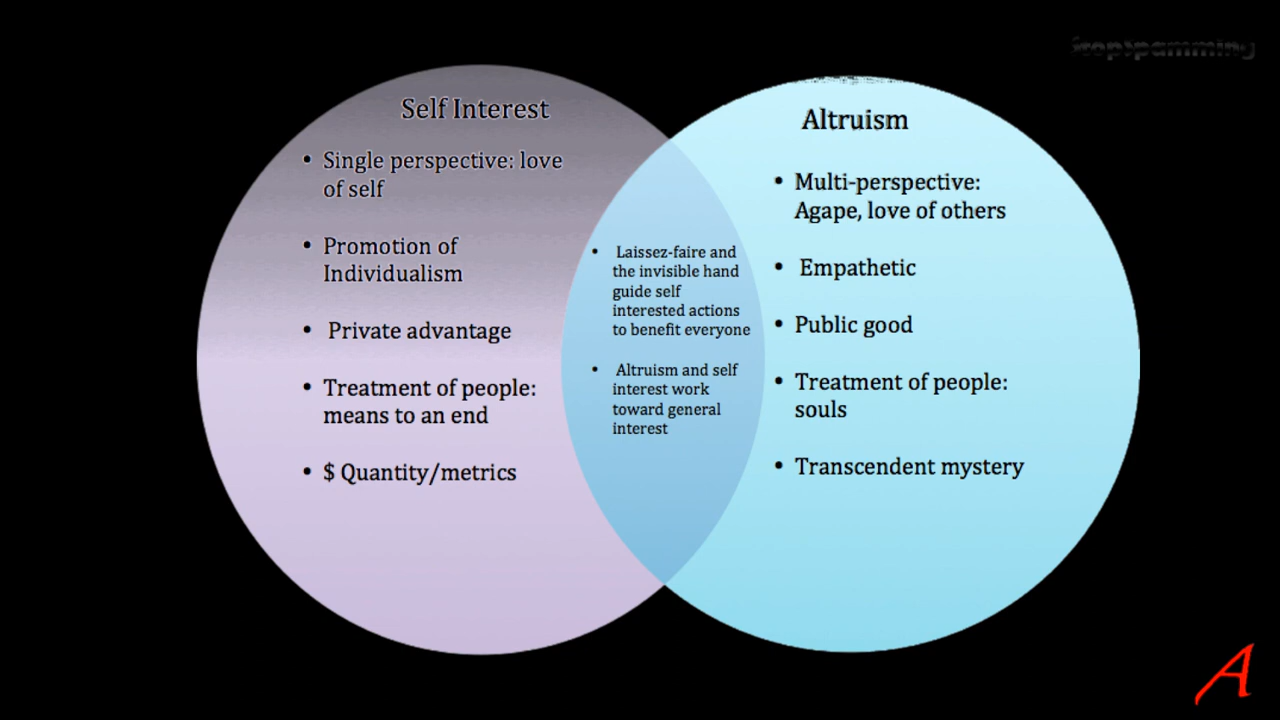 Self Interest
• Single perspective: love
of self
• Promotion of
Individualism
• Private advantage
• Treatment of people:
means to an end
• $ Quantity/metrics
• Laissez-faire and
the invisible hand
guide self
interested actions
to benefit everyone
• Altruism and self
interest work
toward general
interest
Altruism
• Multi-perspective:
Agape, love of others
• Empathetic
• Public good
• Treatment of people:
souls
• Transcendent mystery
A